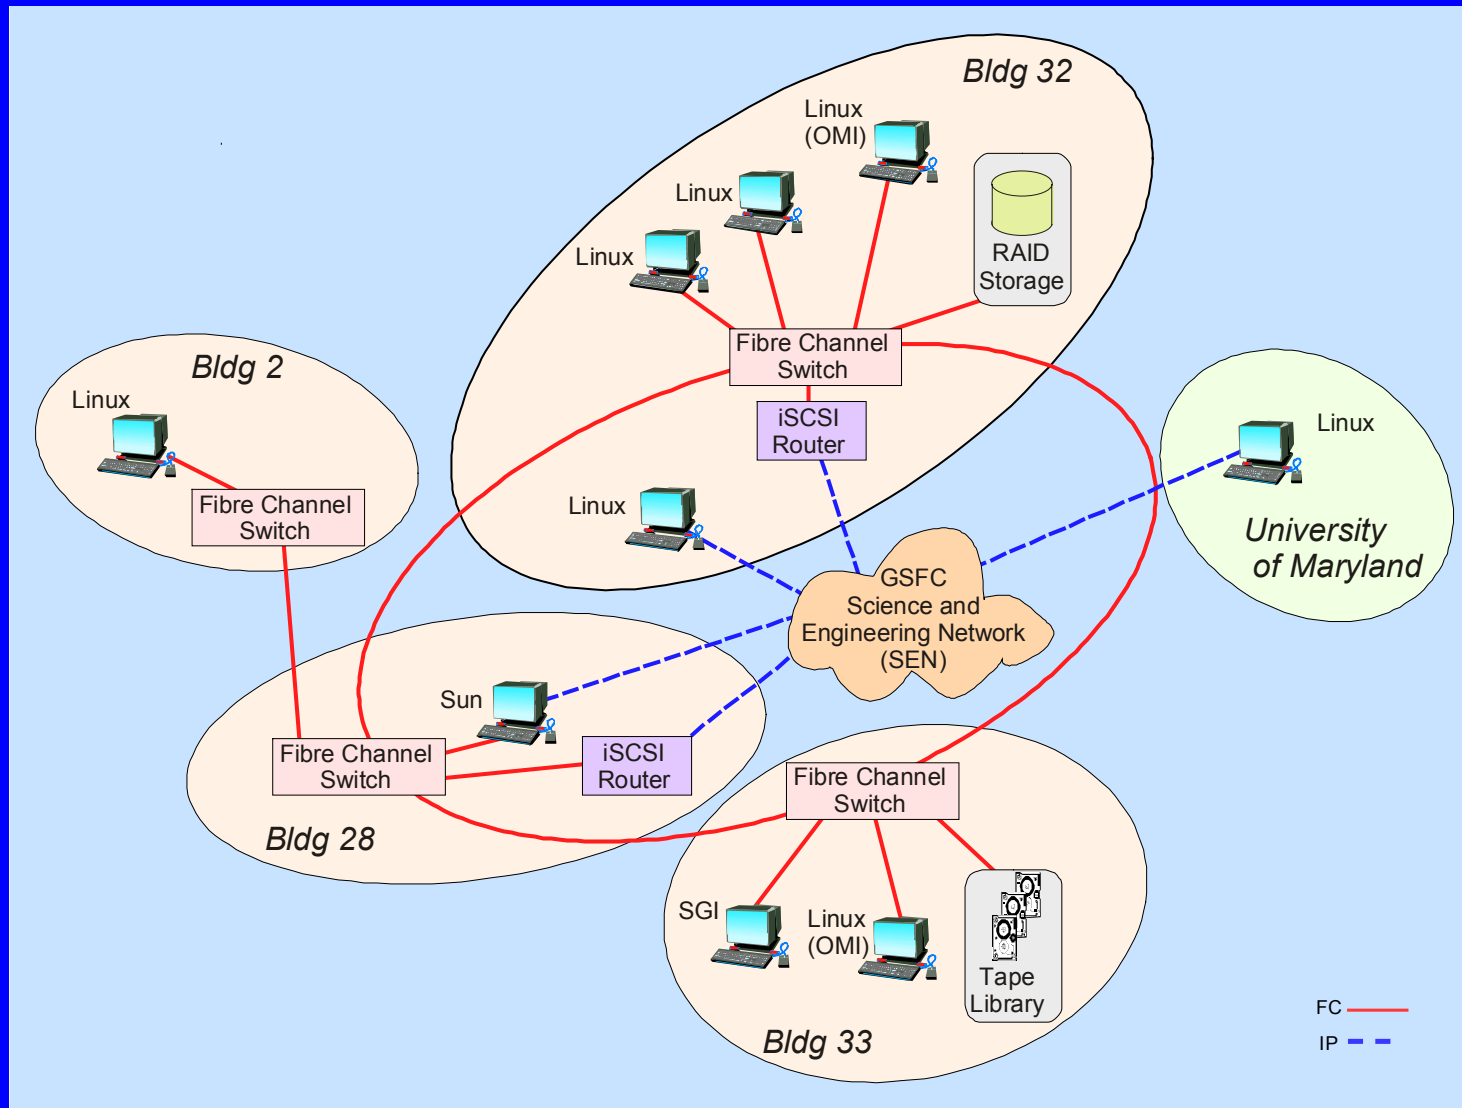 Bldg 32
Linux
(OMI)
Linux
Linux
RAID
Storage
Fibre Channel
Switch
iSCSI
Router
Linux
Bldg 2
Linux
Fibre Channel
Switch
Linux
University
of Maryland
GSFC
Science and
Engineering Network
(SEN)
Sun
Fibre Channel
Switch
iSCSI
Router
Bldg 28
Fibre Channel
Switch
SGI
Linux
(OMI)
Tape
Library
Bldg 33
FC
IP